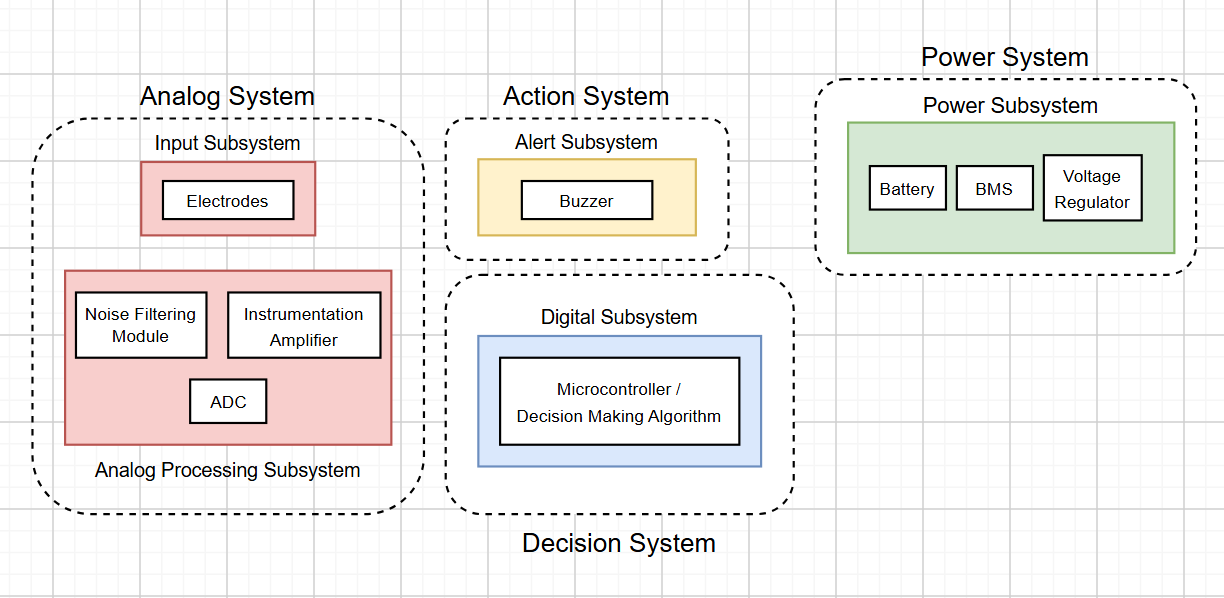 Analog System
Input Subsystem
Electrodes
Noise Filtering
Module
Instrumentation
Amplifier
ADC
Analog Processing Subsystem
Action System
Alert Subsystem
Buzzer
Digital Subsystem
Microcontroller /
Decision Making Algorithm
Decision System
Power System
Power Subsystem
Battery
BMS
Voltage
Regulator